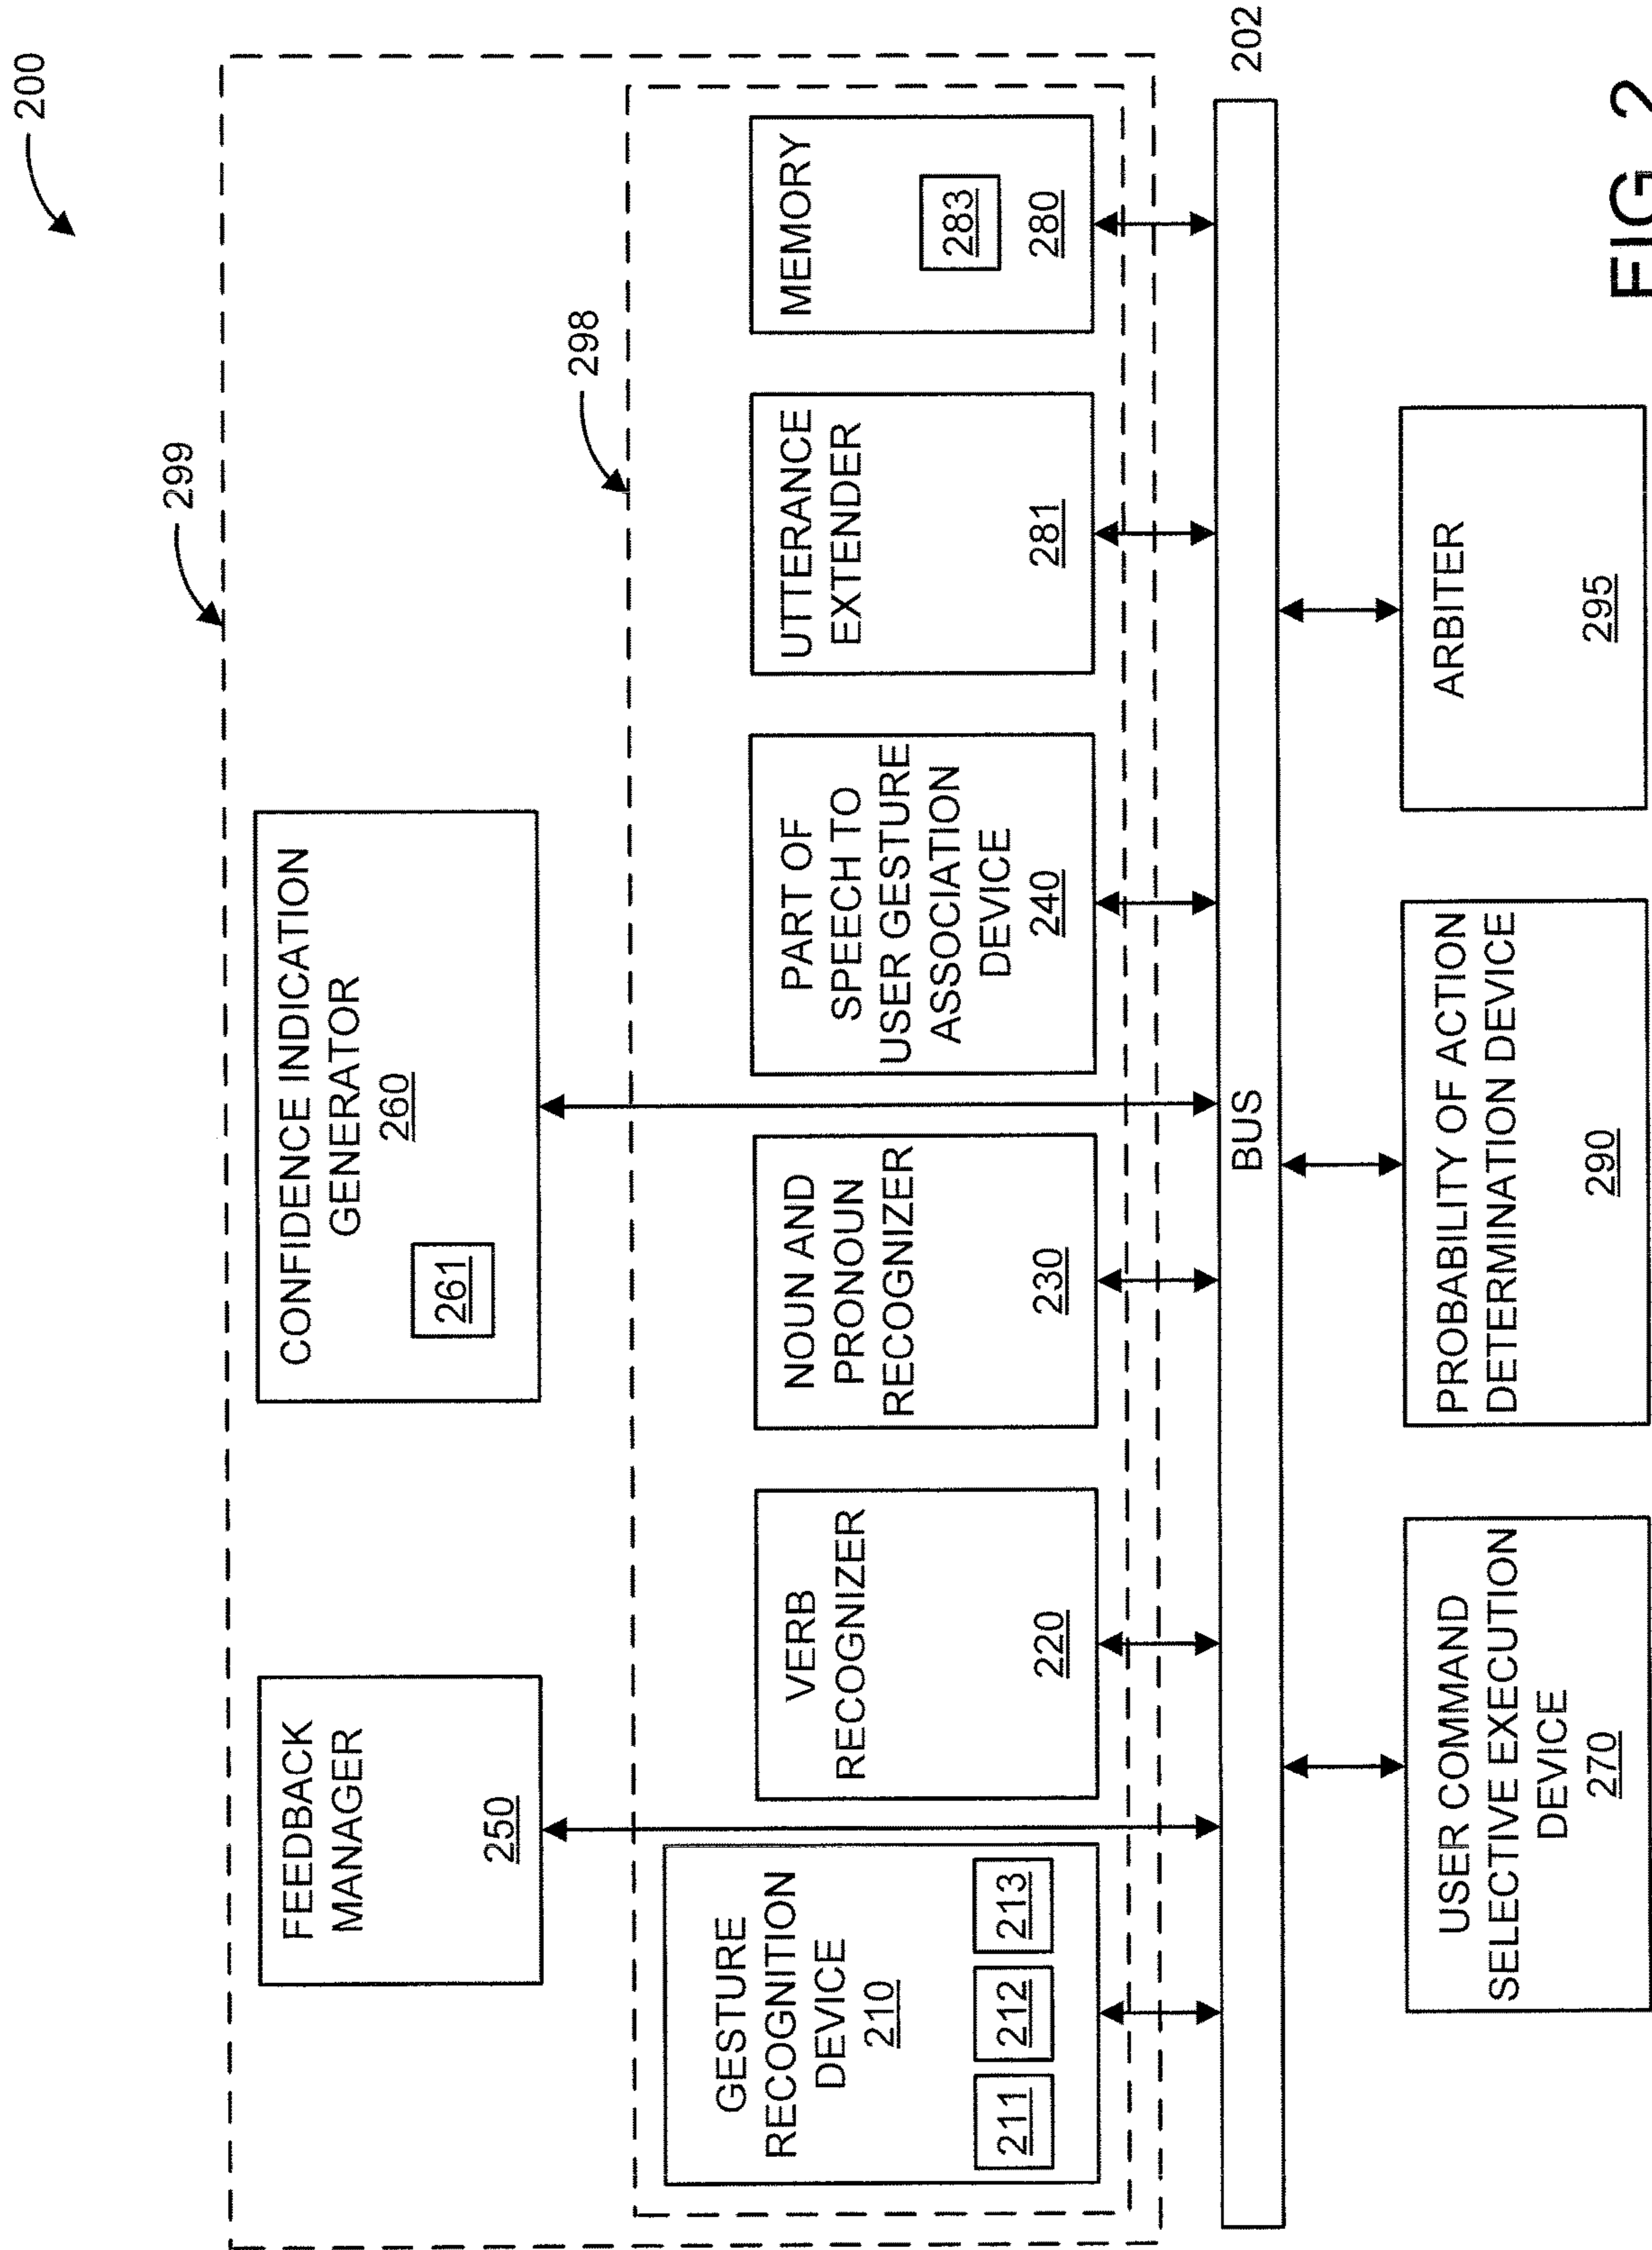 200
299
FEEDBACK
MANAGER
250
CONFIDENCE INDICATION
GENERATOR
260
261
298
GESTURE
RECOGNITION
DEVICE
210
211
212
213
VERB
RECOGNIZER
220
NOUN AND
PRONOUN
RECOGNIZER
230
PART OF
SPEECH TO
USER GESTURE
ASSOCIATION
DEVICE
240
UTTERANCE
EXTENDER
281
MEMORY
283
280
BUS
202
USER COMMAND
SELECTIVE EXECUTION
DEVICE
270
PROBABILITY OF ACTION
DETERMINATION DEVICE
290
ARBITER
295
FIG. 2